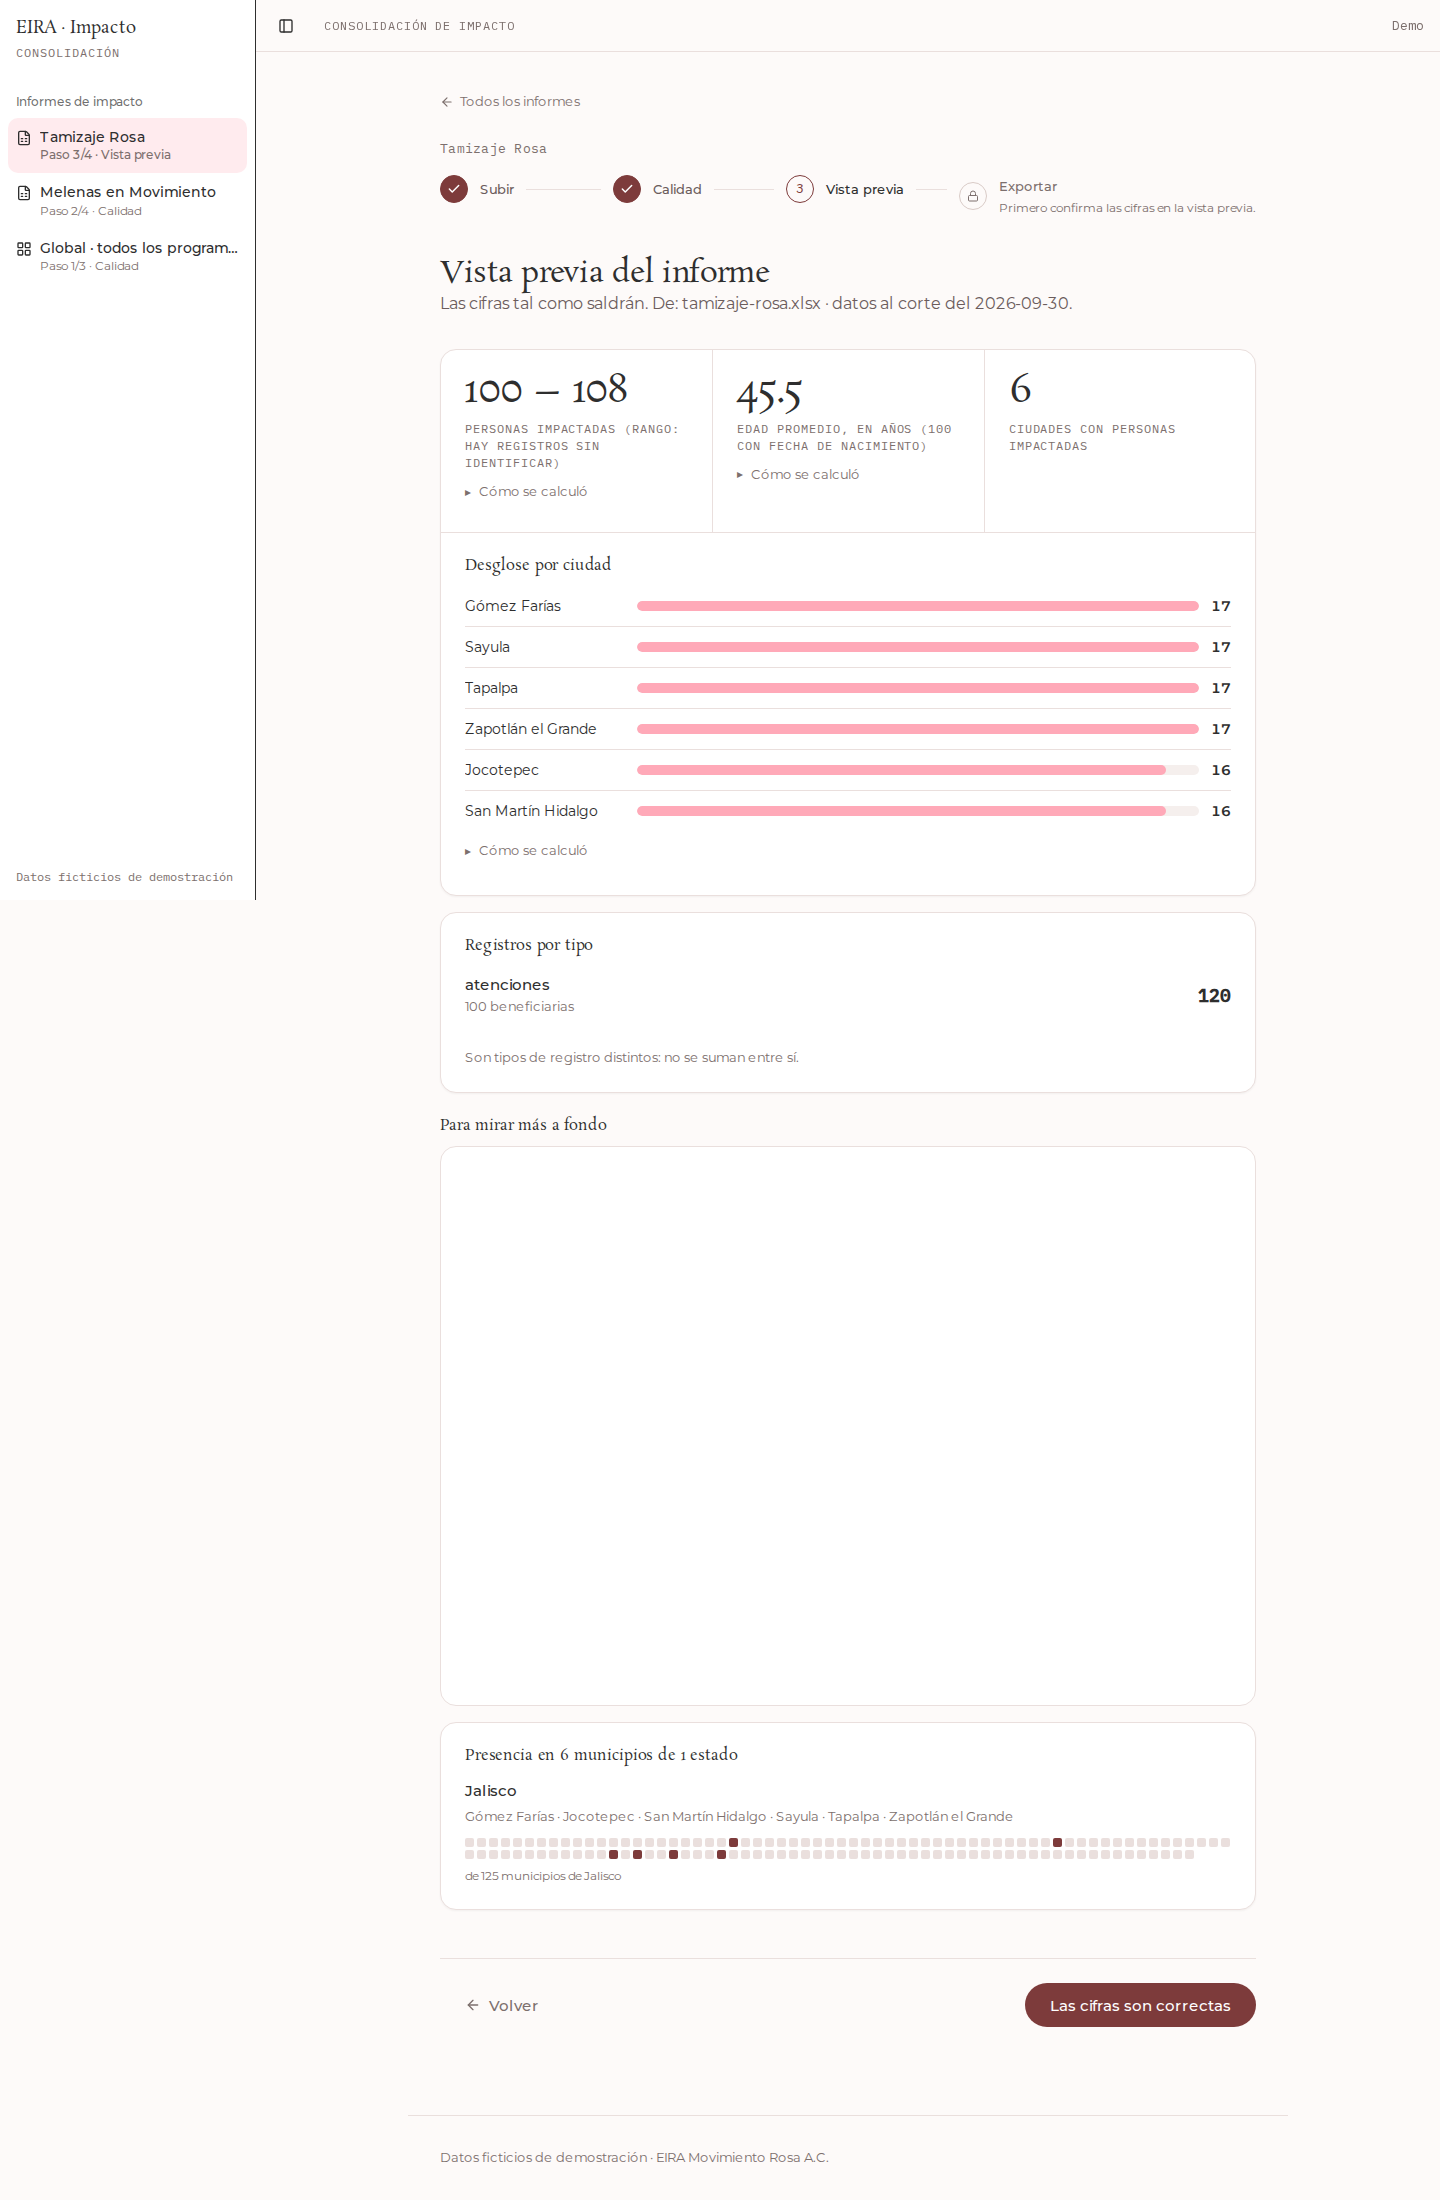 EIRA · Impacto
CONSOLIDACIÓN
Informes de impacto
Tamizaje Rosa
Paso 3/4 · Vista previa
Melenas en Movimiento
Paso 2/4 · Calidad
Global · todos los program...
Paso 1/3 · Calidad
Datos ficticios de demostración
CONSOLIDACIÓN DE IMPACTO
Demo
← Todos los informes
Tamizaje Rosa
Subir
Calidad
3 Vista previa
Exportar
Primero confirma las cifras en la vista previa.
Vista previa del informe
Las cifras tal como saldrán. De: tamizaje-rosa.xlsx · datos al corte del 2026-09-30.
100 – 108
PERSONAS IMPACTADAS (RANGO:
HAY REGISTROS SIN
IDENTIFICAR)
▸ Cómo se calculó
45.5
EDAD PROMEDIO, EN AÑOS (100
CON FECHA DE NACIMIENTO)
▸ Cómo se calculó
6
CIUDADES CON PERSONAS
IMPACTADAS
Desglose por ciudad
Gómez Farías 17
Sayula 17
Tapalpa 17
Zapotlán el Grande 17
Jocotepec 16
San Martín Hidalgo 16
▸ Cómo se calculó
Registros por tipo
atenciones
100 beneficiarias
120
Son tipos de registro distintos: no se suman entre sí.
Para mirar más a fondo
Presencia en 6 municipios de 1 estado
Jalisco
Gómez Farías · Jocotepec · San Martín Hidalgo · Sayula · Tapalpa · Zapotlán el Grande
de 125 municipios de Jalisco
← Volver
Las cifras son correctas
Datos ficticios de demostración · EIRA Movimiento Rosa A.C.